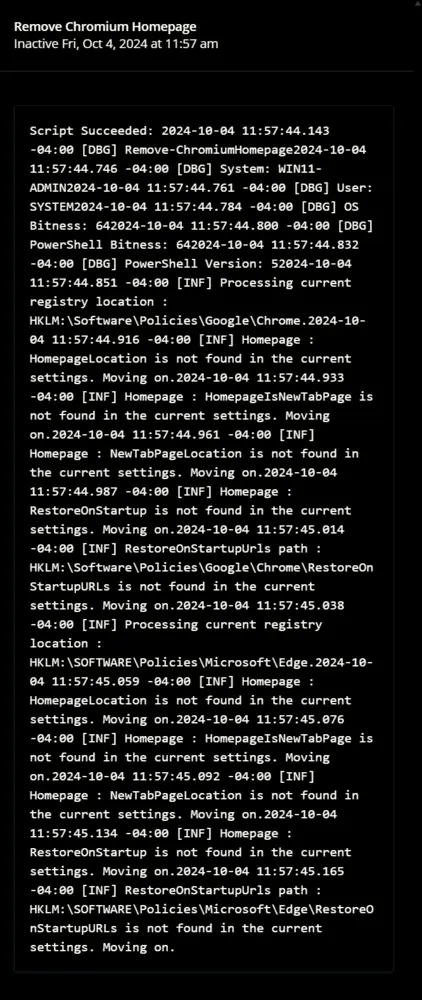 Remove Chromium Homepage
Inactive Fri, Oct 4, 2024 at 11:57 am
Script Succeeded: 2024-10-04 11:57:44.143
-04:00 [DBG] Remove-ChromiumHomepage2024-10-04
11:57:44.746 -04:00 [DBG] System: WIN11-
ADMIN2024-10-04 11:57:44.761 -04:00 [DBG] User:
SYSTEM2024-10-04 11:57:44.784 -04:00 [DBG] OS
Bitness: 642024-10-04 11:57:44.800 -04:00 [DBG]
PowerShell Bitness: 642024-10-04 11:57:44.832
-04:00 [DBG] PowerShell Version: 52024-10-04
11:57:44.851 -04:00 [INF] Processing current
registry location :
HKLM:\Software\Policies\Google\Chrome.2024-10-
04 11:57:44.916 -04:00 [INF] Homepage :
HomepageLocation is not found in the current
settings. Moving on.2024-10-04 11:57:44.933
-04:00 [INF] Homepage : HomepageIsNewTabPage is
not found in the current settings. Moving
on.2024-10-04 11:57:44.961 -04:00 [INF]
Homepage : NewTabPageLocation is not found in
the current settings. Moving on.2024-10-04
11:57:44.987 -04:00 [INF] Homepage :
RestoreOnStartup is not found in the current
settings. Moving on.2024-10-04 11:57:45.014
-04:00 [INF] RestoreOnStartupUrls path :
HKLM:\Software\Policies\Google\Chrome\RestoreOn
StartupURLs is not found in the current
settings. Moving on.2024-10-04 11:57:45.038
-04:00 [INF] Processing current registry
location :
HKLM:\SOFTWARE\Policies\Microsoft\Edge.2024-10-
04 11:57:45.059 -04:00 [INF] Homepage :
HomepageLocation is not found in the current
settings. Moving on.2024-10-04 11:57:45.076
-04:00 [INF] Homepage : HomepageIsNewTabPage is
not found in the current settings. Moving
on.2024-10-04 11:57:45.092 -04:00 [INF]
Homepage : NewTabPageLocation is not found in
the current settings. Moving on.2024-10-04
11:57:45.134 -04:00 [INF] Homepage :
RestoreOnStartup is not found in the current
settings. Moving on.2024-10-04 11:57:45.165
-04:00 [INF] RestoreOnStartupUrls path :
HKLM:\SOFTWARE\Policies\Microsoft\Edge\RestoreO
nStartupURLs is not found in the current
settings. Moving on.